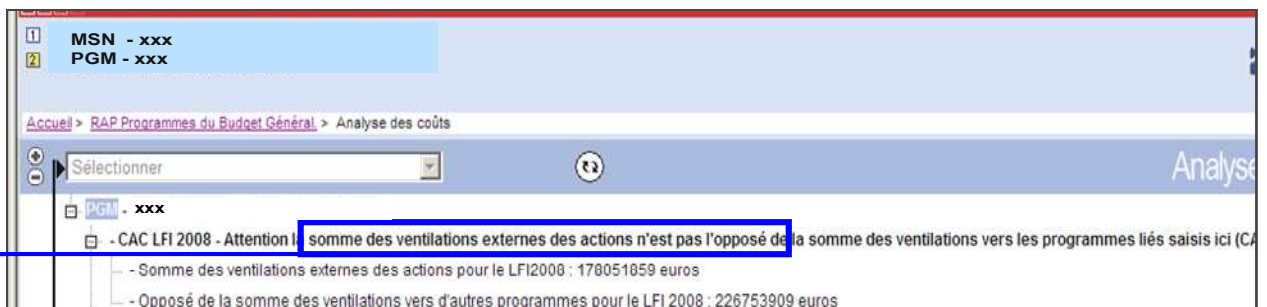 1 MSN - xxx
2 PGM - xxx
Accueil > RAP Programmes du Budget Général > Analyse des coûts
Sélectionner Analyse
PGM - xxx
- CAC LFI 2008 - Attention la somme des ventilations externes des actions n'est pas l'opposé de la somme des ventilations vers les programmes liés saisis ici (CA
- Somme des ventilations externes des actions pour le LFI2008 : 178051859 euros
- Opposé de la somme des ventilations vers d'autres programmes pour le LFI 2008 : 226753909 euros